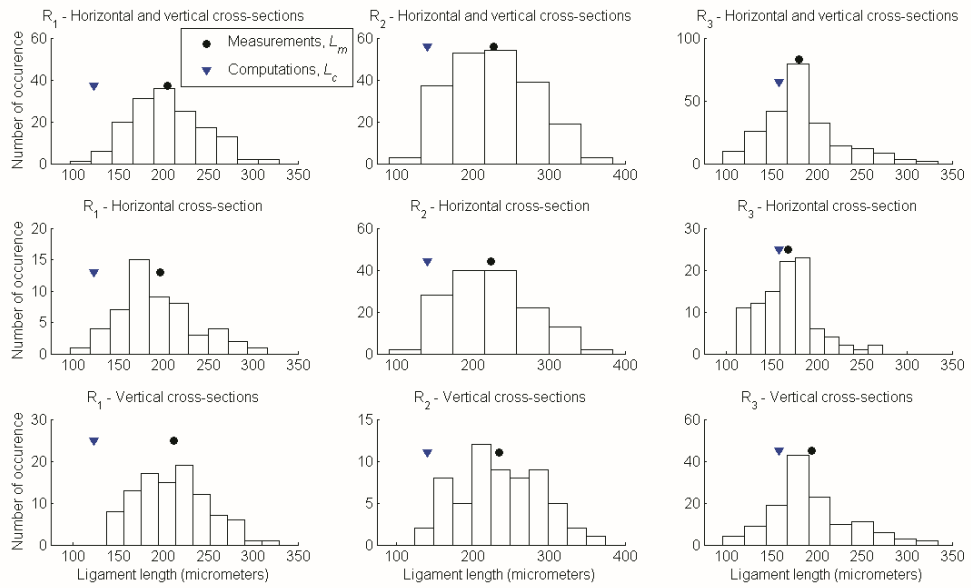 R1 - Horizontal and vertical cross-sections
R2 - Horizontal and vertical cross-sections
R3 - Horizontal and vertical cross-sections
Number of occurence
60
40
20
0
100 150 200 250 300 350
Measurements, Lm
Computations, Lc
60
40
20
0
100 200 300 400
100
50
0
100 150 200 250 300 350
R1 - Horizontal cross-section
R2 - Horizontal cross-section
R3 - Horizontal cross-section
Number of occurence
20
15
10
5
0
100 150 200 250 300 350
60
40
20
0
100 200 300 400
30
20
10
0
100 150 200 250 300 350
R1 - Vertical cross-sections
R2 - Vertical cross-sections
R3 - Vertical cross-sections
Number of occurence
30
20
10
0
100 150 200 250 300 350
Ligament length (micrometers)
15
10
5
0
100 200 300 400
Ligament length (micrometers)
60
40
20
0
100 150 200 250 300 350
Ligament length (micrometers)